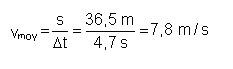 v_moy = s/Δt = 36,5 m/4,7 s = 7,8 m/s